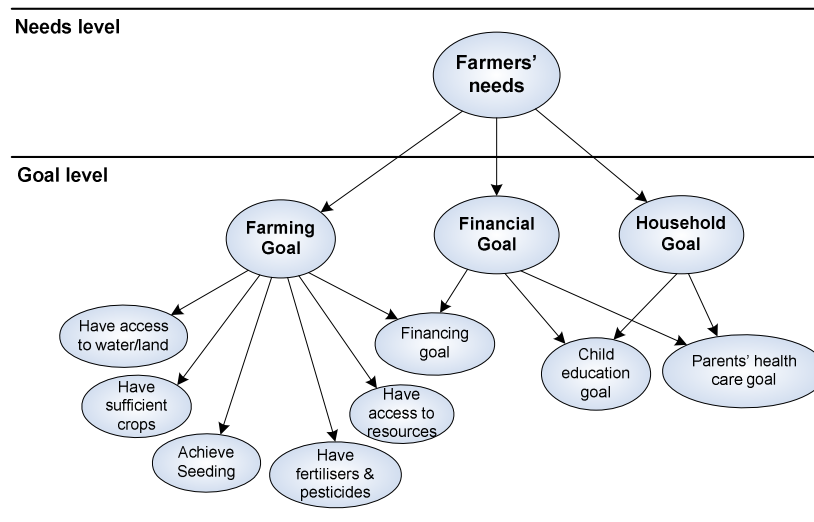 Needs level
Farmers'
needs
Goal level
Farming
Goal
Financial
Goal
Household
Goal
Have access
to water/land
Financing
goal
Child
education
goal
Parents' health
care goal
Have
sufficient
crops
Have
access to
resources
Achieve
Seeding
Have
fertilisers &
pesticides